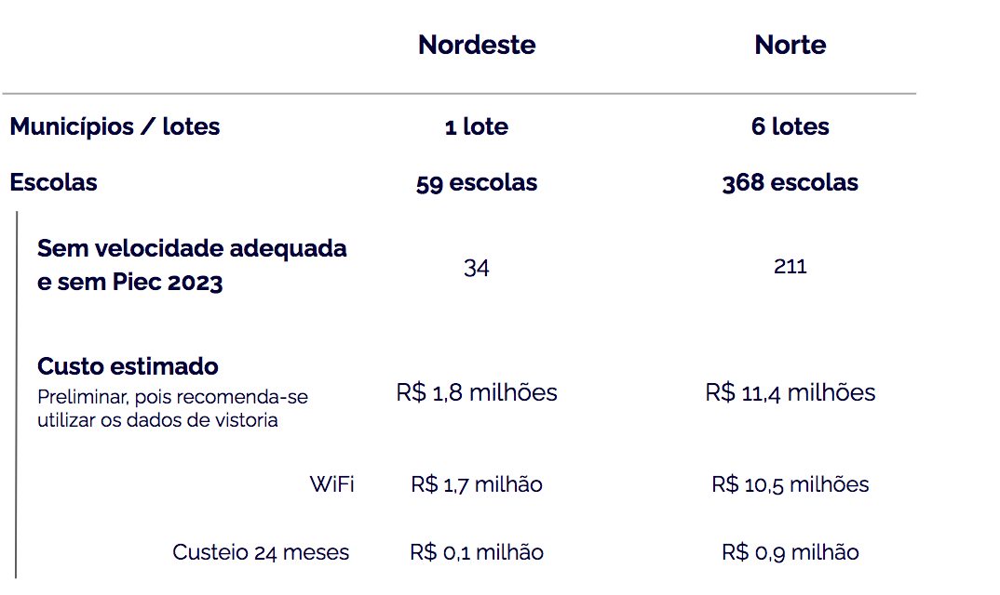 Nordeste Norte
Municípios / lotes 1 lote 6 lotes
Escolas 59 escolas 368 escolas
Sem velocidade adequada
e sem Piec 2023 34 211
Custo estimado
Preliminar, pois recomenda-se
utilizar os dados de vistoria R$ 1,8 milhões R$ 11,4 milhões
WiFi R$ 1,7 milhão R$ 10,5 milhões
Custeio 24 meses R$ 0,1 milhão R$ 0,9 milhão